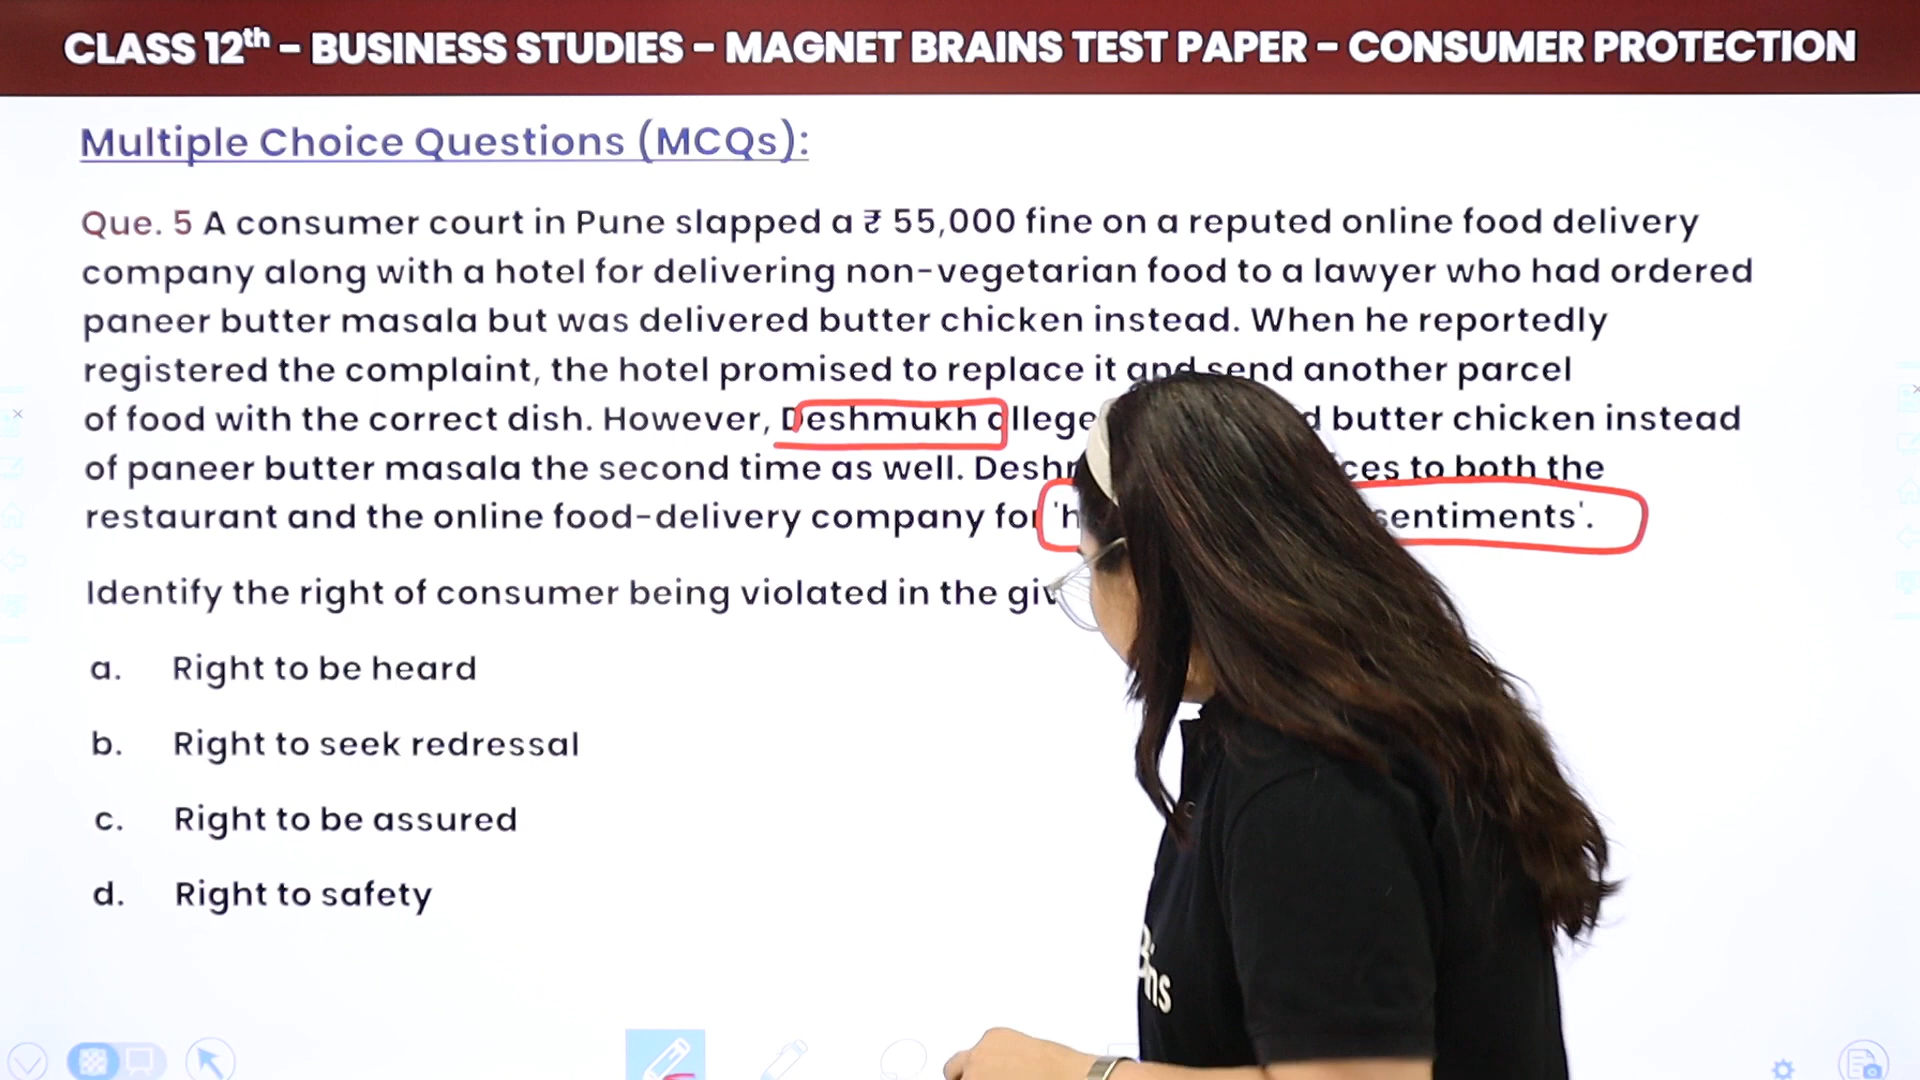 CLASS 12th – BUSINESS STUDIES – MAGNET BRAINS TEST PAPER – CONSUMER PROTECTION
Multiple Choice Questions (MCQs):
Que. 5 A consumer court in Pune slapped a ₹ 55,000 fine on a reputed online food delivery
company along with a hotel for delivering non-vegetarian food to a lawyer who had ordered
paneer butter masala but was delivered butter chicken instead. When he reportedly
registered the complaint, the hotel promised to replace it and send another parcel
of food with the correct dish. However, Deshmukh butter chicken instead
of paneer butter masala the second time as well. to both the
restaurant and the online food-delivery company for sentiments'.
Identify the right of consumer being violated in the
a. Right to be heard
b. Right to seek redressal
c. Right to be assured
d. Right to safety